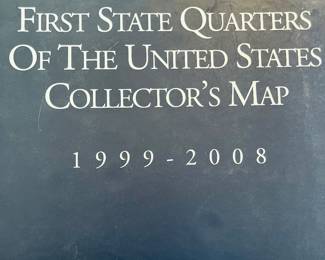 First State Quarters
Of The United States
Collector's Map
1999-2008